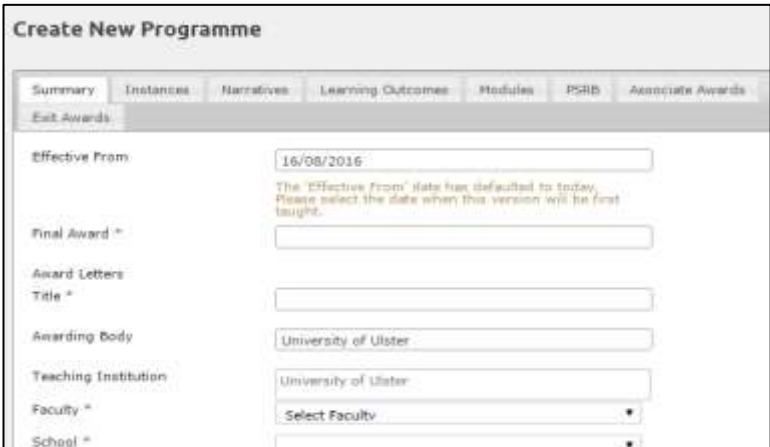 Create New Programme
Summary Instances Narratives Learning Outcomes Modules PSRB Associate Awards
Exit Awards
Effective From 16/08/2016
The 'Effective From' date has defaulted to today.
Please select the date when this version will be first
taught.
Final Award *
Award Letters
Title *
Awarding Body University of Ulster
Teaching Institution University of Ulster
Faculty * Select Faculty
School *